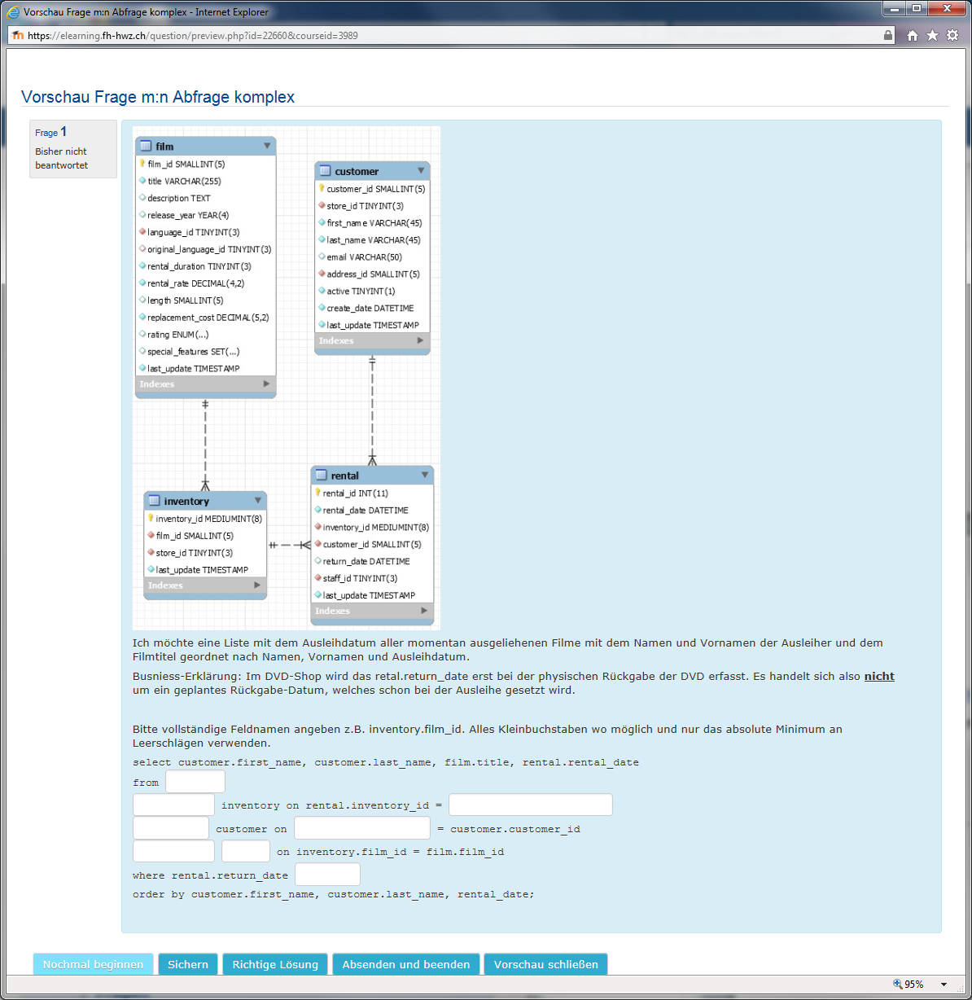 Vorschau Frage m:n Abfrage komplex - Internet Explorer
https://elearning.fh-hwz.ch/question/preview.php?id=22660&courseid=3989
Vorschau Frage m:n Abfrage komplex
Frage 1
Bisher nicht
beantwortet
film
film_id SMALLINT(5)
title VARCHAR(255)
description TEXT
release_year YEAR(4)
language_id TINYINT(3)
original_language_id TINYINT(3)
rental_duration TINYINT(3)
rental_rate DECIMAL(4,2)
length SMALLINT(5)
replacement_cost DECIMAL(5,2)
rating ENUM(...)
special_features SET(...)
last_update TIMESTAMP
Indexes
customer
customer_id SMALLINT(5)
store_id TINYINT(3)
first_name VARCHAR(45)
last_name VARCHAR(45)
email VARCHAR(50)
address_id SMALLINT(5)
active TINYINT(1)
create_date DATETIME
last_update TIMESTAMP
Indexes
inventory
inventory_id MEDIUMINT(8)
film_id SMALLINT(5)
store_id TINYINT(3)
last_update TIMESTAMP
Indexes
rental
rental_id INT(11)
rental_date DATETIME
inventory_id MEDIUMINT(8)
customer_id SMALLINT(5)
return_date DATETIME
staff_id TINYINT(3)
last_update TIMESTAMP
Indexes
Ich möchte eine Liste mit dem Ausleihdatum aller momentan ausgeliehenen Filme mit dem Namen und Vornamen der Ausleiher und dem
Filmtitel geordnet nach Namen, Vornamen und Ausleihdatum.
Busniess-Erklärung: Im DVD-Shop wird das retal.return_date erst bei der physischen Rückgabe der DVD erfasst. Es handelt sich also nicht
um ein geplantes Rückgabe-Datum, welches schon bei der Ausleihe gesetzt wird.
Bitte vollständige Feldnamen angeben z.B. inventory.film_id. Alles Kleinbuchstaben wo möglich und nur das absolute Minimum an
Leerschlägen verwenden.
select customer.first_name, customer.last_name, film.title, rental.rental_date
from
inventory on rental.inventory_id =
customer on = customer.customer_id
on inventory.film_id = film.film_id
where rental.return_date
order by customer.first_name, customer.last_name, rental_date;
Nochmal beginnen Sichern Richtige Lösung Absenden und beenden Vorschau schließen
95%